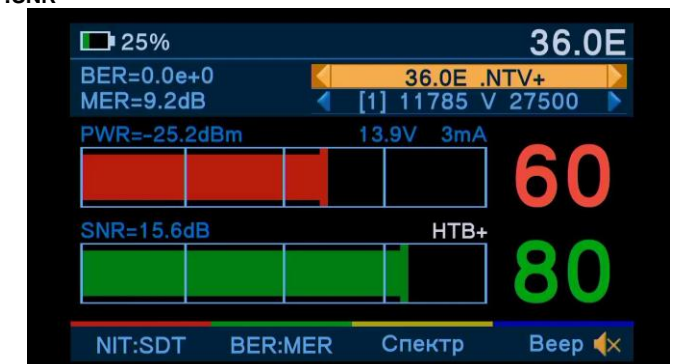 :SNR
25% 36.0E
BER=0.0e+0 36.0E .NTV+
MER=9.2dB [1] 11785 V 27500
PWR=-25.2dBm 13.9V 3mA
60
SNR=15.6dB НТВ+
80
NIT:SDT BER:MER Спектр Beep